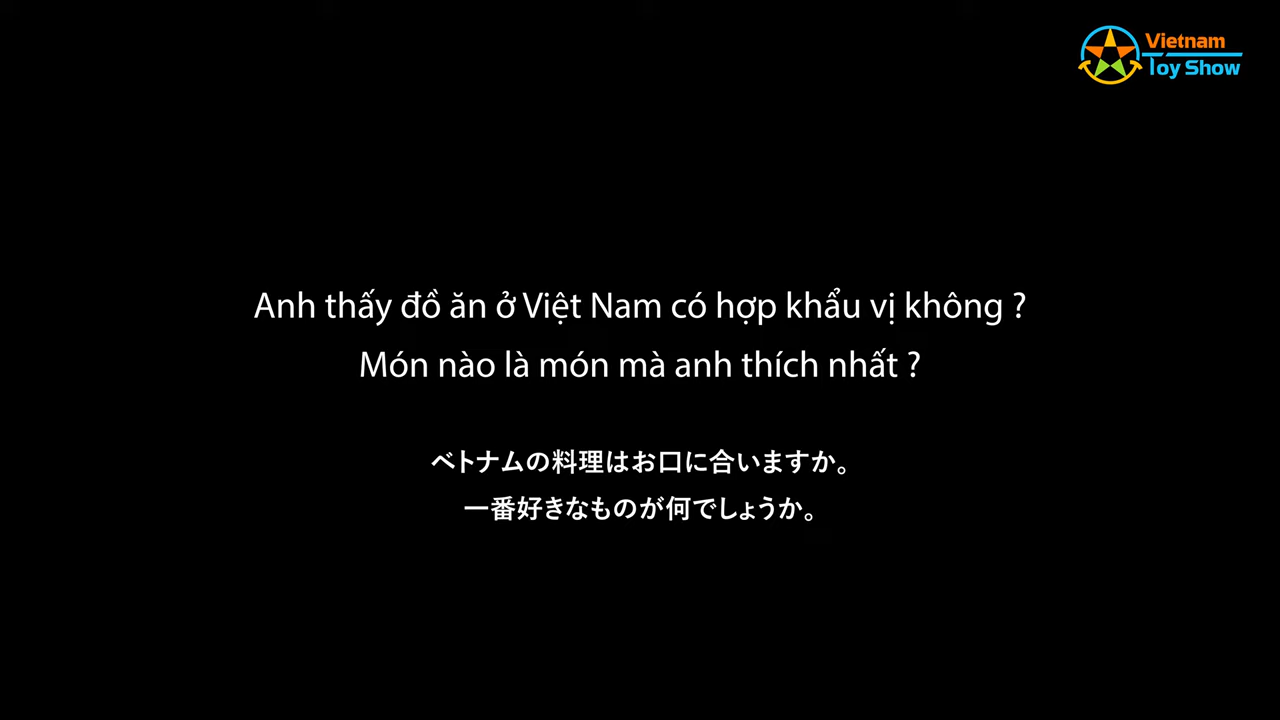 Vietnam
Toy Show
Anh thấy đồ ăn ở Việt Nam có hợp khẩu vị không ?
Món nào là món mà anh thích nhất ?
ベトナムの料理はお口に合いますか。
一番好きなものが何でしょうか。